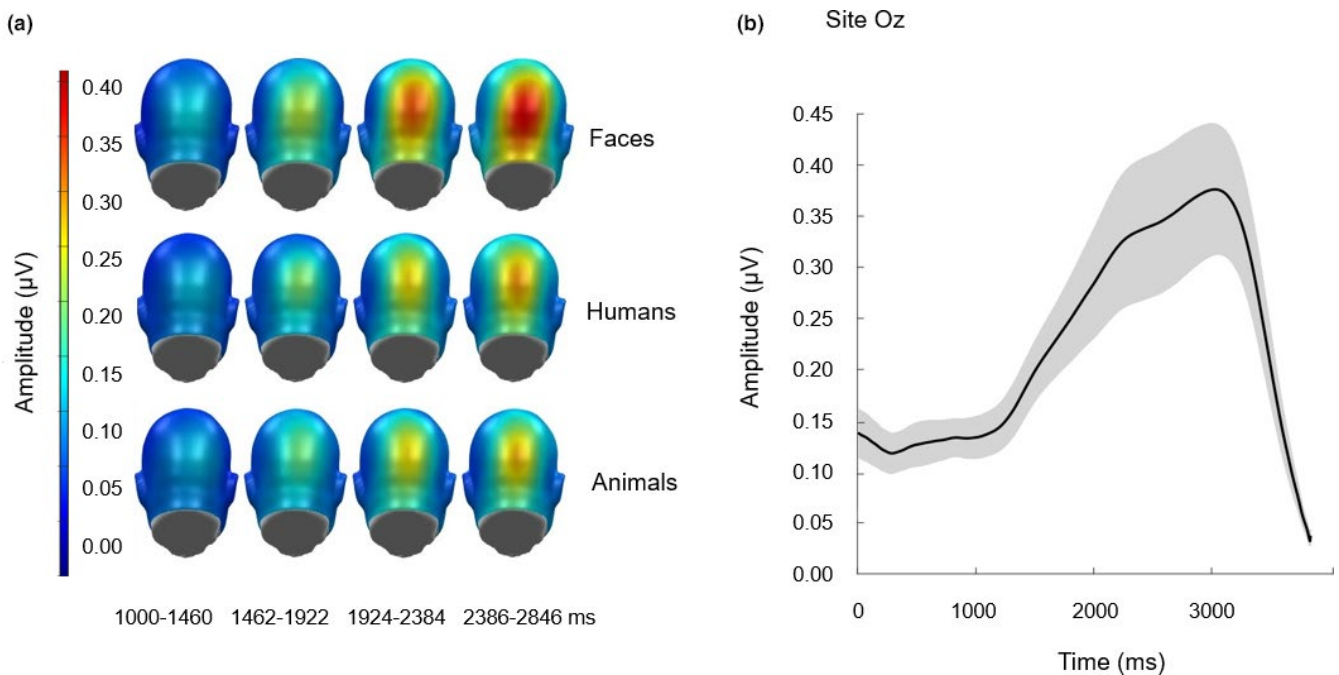 (a)
Amplitude (µV)
0.40
0.35
0.30
0.25
0.20
0.15
0.10
0.05
0.00
Faces
Humans
Animals
1000-1460 1462-1922 1924-2384 2386-2846 ms
(b) Site Oz
Amplitude (µV)
0.45
0.40
0.35
0.30
0.25
0.20
0.15
0.10
0.05
0.00
0 1000 2000 3000
Time (ms)